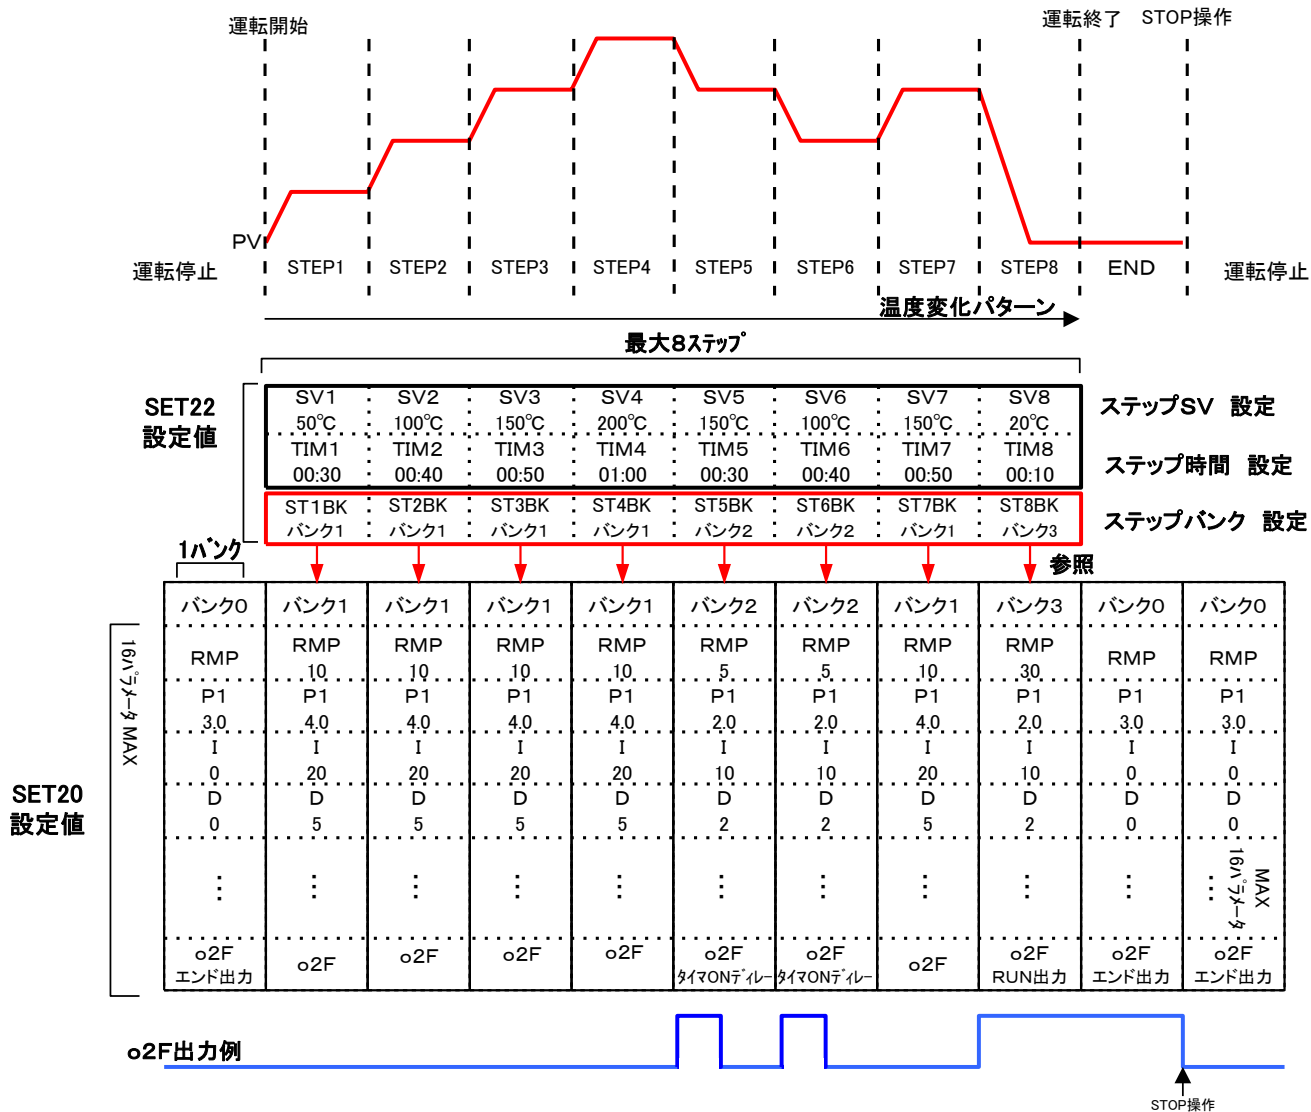 運転開始
運転終了 STOP操作
PV
運転停止 STEP1 STEP2 STEP3 STEP4 STEP5 STEP6 STEP7 STEP8 END 運転停止
温度変化パターン
最大8ステップ
SET22
設定値
SV1 SV2 SV3 SV4 SV5 SV6 SV7 SV8
50℃ 100℃ 150℃ 200℃ 150℃ 100℃ 150℃ 20℃
ステップSV 設定
TIM1 TIM2 TIM3 TIM4 TIM5 TIM6 TIM7 TIM8
00:30 00:40 00:50 01:00 00:30 00:40 00:50 00:10
ステップ時間 設定
ST1BK ST2BK ST3BK ST4BK ST5BK ST6BK ST7BK ST8BK
バンク1 バンク1 バンク1 バンク1 バンク2 バンク2 バンク1 バンク3
ステップバンク 設定
1バンク
参照
バンク0 バンク1 バンク1 バンク1 バンク1 バンク2 バンク2 バンク1 バンク3 バンク0 バンク0
16パラメータ MAX
SET20
設定値
RMP RMP RMP RMP RMP RMP RMP RMP RMP RMP RMP
10 10 10 10 5 5 10 30
P1 P1 P1 P1 P1 P1 P1 P1 P1 P1 P1
3.0 4.0 4.0 4.0 4.0 2.0 2.0 4.0 2.0 3.0 3.0
I I I I I I I I I I I
0 20 20 20 20 10 10 20 10 0 0
D D D D D D D D D D D
0 5 5 5 5 2 2 5 2 0 0
⋮ ⋮ ⋮ ⋮ ⋮ ⋮ ⋮ ⋮ ⋮ ⋮ ⋮
MAX
16パラメータ
o2F o2F o2F o2F o2F o2F o2F o2F o2F o2F o2F
エンド出力 タイマONディレー タイマONディレー RUN出力 エンド出力 エンド出力
o2F出力例
STOP操作